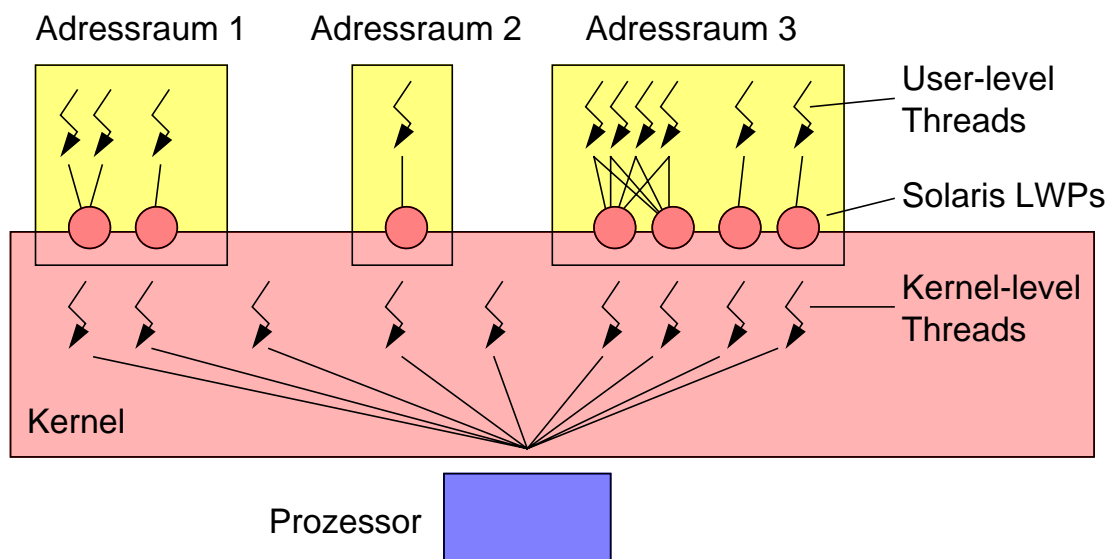 Adressraum 1
Adressraum 2
Adressraum 3
User-level
Threads
Solaris LWPs
Kernel-level
Threads
Kernel
Prozessor